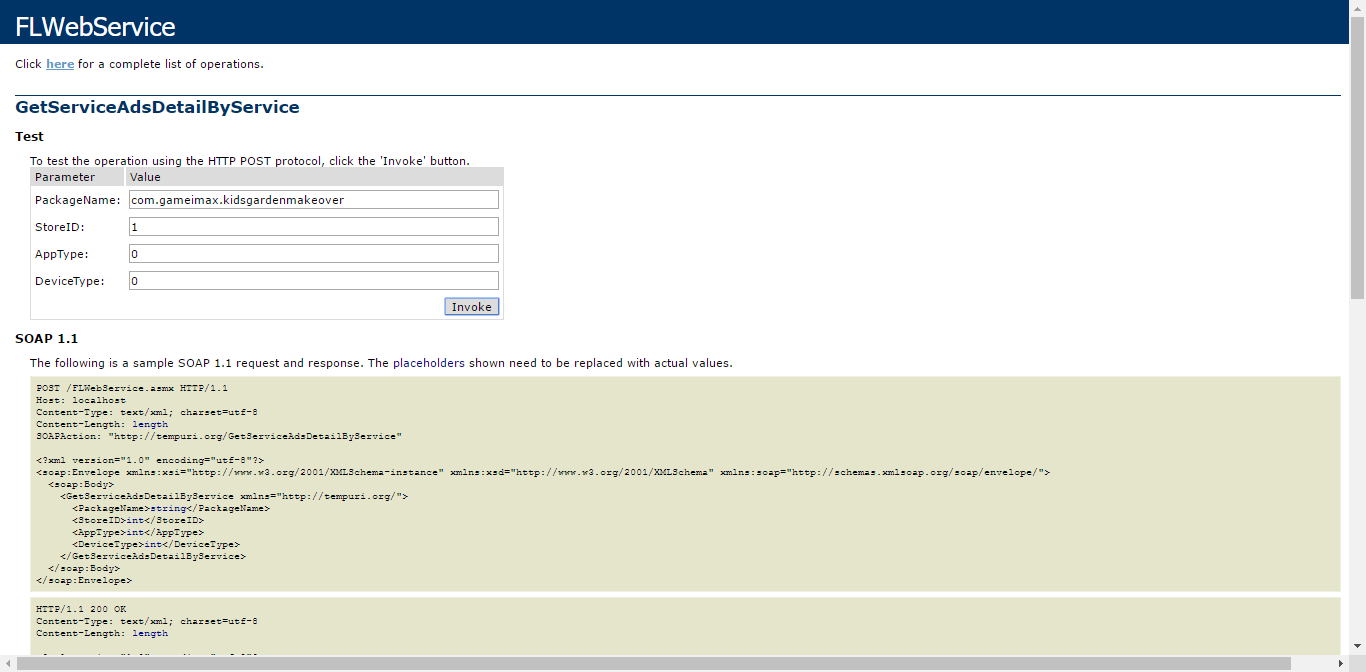 FLWebService
Click here for a complete list of operations.
GetServiceAdsDetailByService
Test
To test the operation using the HTTP POST protocol, click the 'Invoke' button.
Parameter Value
PackageName: com.gameimax.kidsgardenmakeover
StoreID: 1
AppType: 0
DeviceType: 0
Invoke
SOAP 1.1
The following is a sample SOAP 1.1 request and response. The placeholders shown need to be replaced with actual values.
POST /FLWebService.asmx HTTP/1.1
Host: localhost
Content-Type: text/xml; charset=utf-8
Content-Length: length
SOAPAction: "http://tempuri.org/GetServiceAdsDetailByService"
<?xml version="1.0" encoding="utf-8"?>
<soap:Envelope xmlns:xsi="http://www.w3.org/2001/XMLSchema-instance" xmlns:xsd="http://www.w3.org/2001/XMLSchema" xmlns:soap="http://schemas.xmlsoap.org/soap/envelope/">
  <soap:Body>
    <GetServiceAdsDetailByService xmlns="http://tempuri.org/">
      <PackageName>string</PackageName>
      <StoreID>int</StoreID>
      <AppType>int</AppType>
      <DeviceType>int</DeviceType>
    </GetServiceAdsDetailByService>
  </soap:Body>
</soap:Envelope>
HTTP/1.1 200 OK
Content-Type: text/xml; charset=utf-8
Content-Length: length